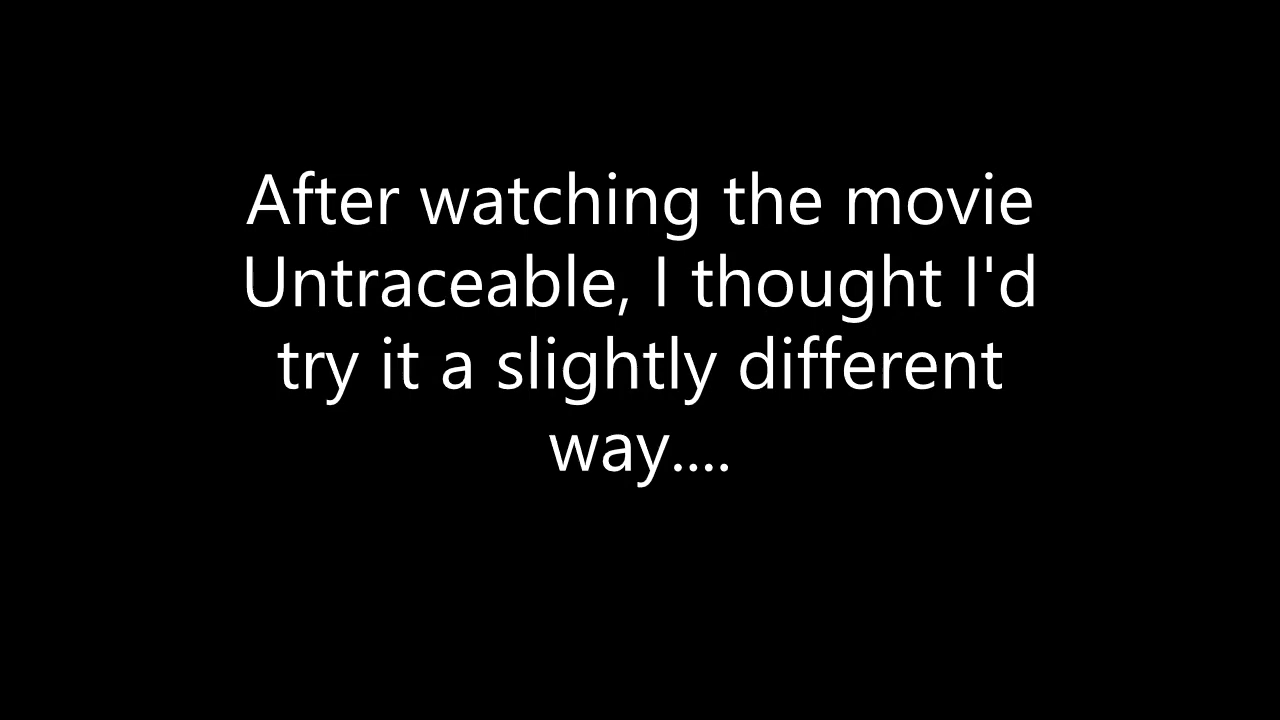 After watching the movie
Untraceable, I thought I'd
try it a slightly different
way....